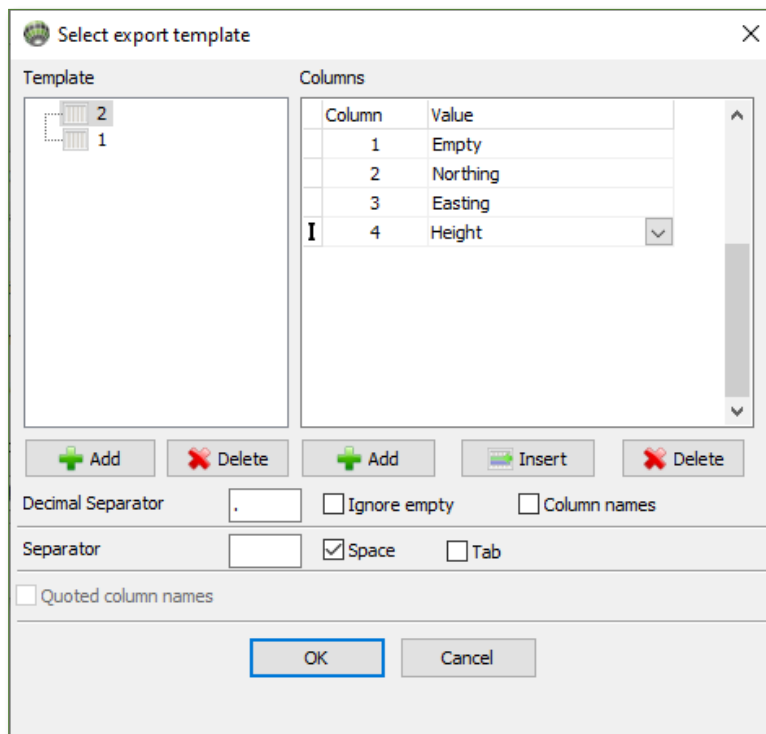 Select export template
Template Columns
2
1
Column Value
1 Empty
2 Northing
3 Easting
4 Height
Add Delete Add Insert Delete
Decimal Separator . Ignore empty Column names
Separator Space Tab
Quoted column names
OK Cancel